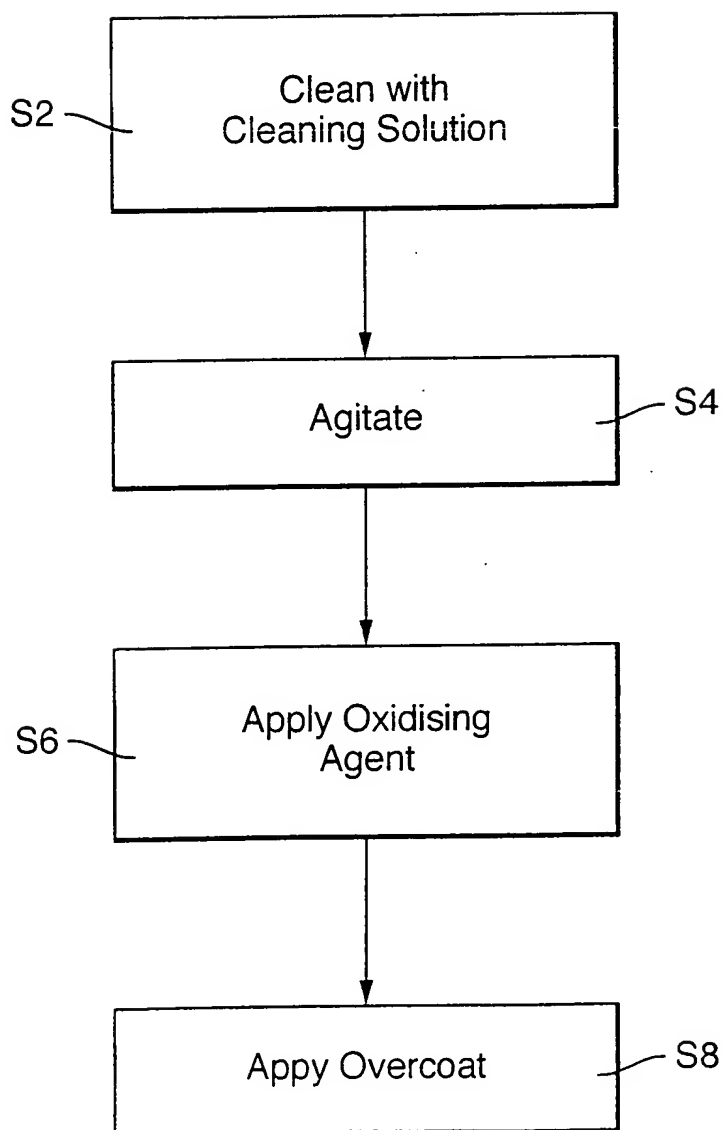 S2
Clean with
Cleaning Solution
Agitate
S4
S6
Apply Oxidising
Agent
Appy Overcoat
S8